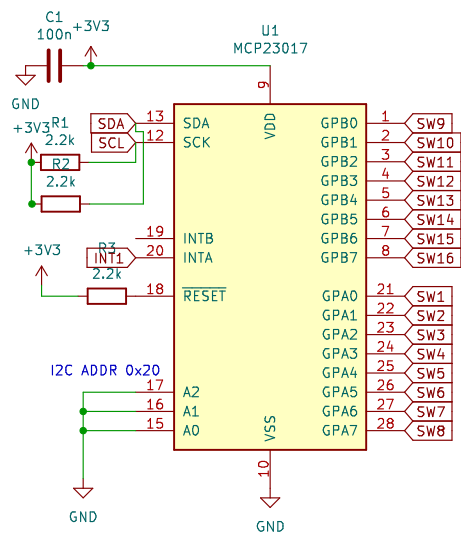 C1
100n
+3V3
GND
U1
MCP23017
9
VDD
+3V3
R1
2.2k
R2
2.2k
SDA 13 SDA
SCL 12 SCK
19 INTB
INT1 20 INTA
+3V3
R3
2.2k
18 RESET
I2C ADDR 0x20
17 A2
16 A1
15 A0
GND
VSS
10
GND
GPB0 1 SW9
GPB1 2 SW10
GPB2 3 SW11
GPB3 4 SW12
GPB4 5 SW13
GPB5 6 SW14
GPB6 7 SW15
GPB7 8 SW16
GPA0 21 SW1
GPA1 22 SW2
GPA2 23 SW3
GPA3 24 SW4
GPA4 25 SW5
GPA5 26 SW6
GPA6 27 SW7
GPA7 28 SW8